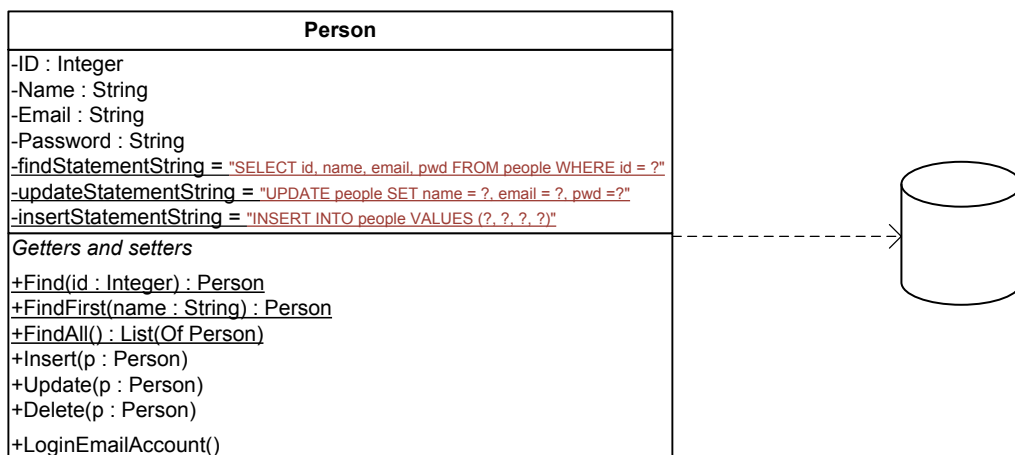 Person
-ID : Integer
-Name : String
-Email : String
-Password : String
-findStatementString = "SELECT id, name, email, pwd FROM people WHERE id = ?"
-updateStatementString = "UPDATE people SET name = ?, email = ?, pwd =?"
-insertStatementString = "INSERT INTO people VALUES (?, ?, ?, ?)"
Getters and setters
+Find(id : Integer) : Person
+FindFirst(name : String) : Person
+FindAll() : List(Of Person)
+Insert(p : Person)
+Update(p : Person)
+Delete(p : Person)
+LoginEmailAccount()